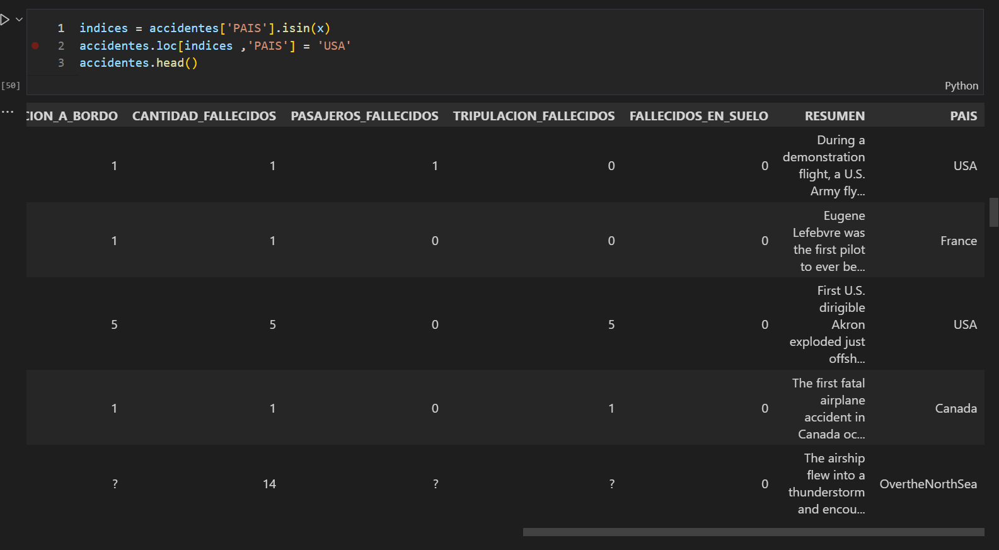 1 indices = accidentes['PAIS'].isin(x)
2 accidentes.loc[indices ,'PAIS'] = 'USA'
3 accidentes.head()
[50]
Python
...
CION_A_BORDO CANTIDAD_FALLECIDOS PASAJEROS_FALLECIDOS TRIPULACION_FALLECIDOS FALLECIDOS_EN_SUELO RESUMEN PAIS
During a
demonstration
1 1 1 0 0 flight, a U.S. USA
Army fly...
Eugene
Lefebvre was
1 1 0 0 0 the first pilot France
to ever be...
First U.S.
dirigible
5 5 0 5 0 Akron USA
exploded just
offsh...
The first fatal
airplane
1 1 0 1 0 accident in Canada
Canada oc...
The airship
flew into a
? 14 ? ? 0 thunderstorm OvertheNorthSea
and encou...